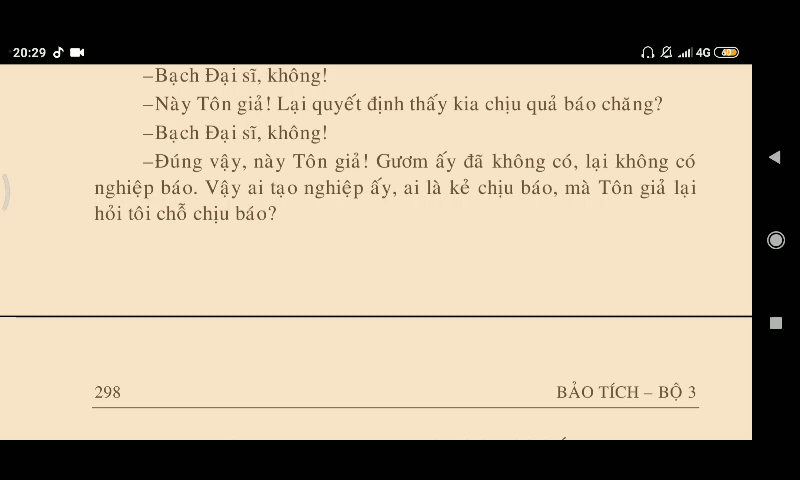 20:29
4G 60
–Bạch Đại sĩ, không!
–Này Tôn giả! Lại quyết định thấy kia chịu quả báo chăng?
–Bạch Đại sĩ, không!
–Đúng vậy, này Tôn giả! Gươm ấy đã không có, lại không có
nghiệp báo. Vậy ai tạo nghiệp ấy, ai là kẻ chịu báo, mà Tôn giả lại
hỏi tôi chỗ chịu báo?
298 BẢO TÍCH – BỘ 3